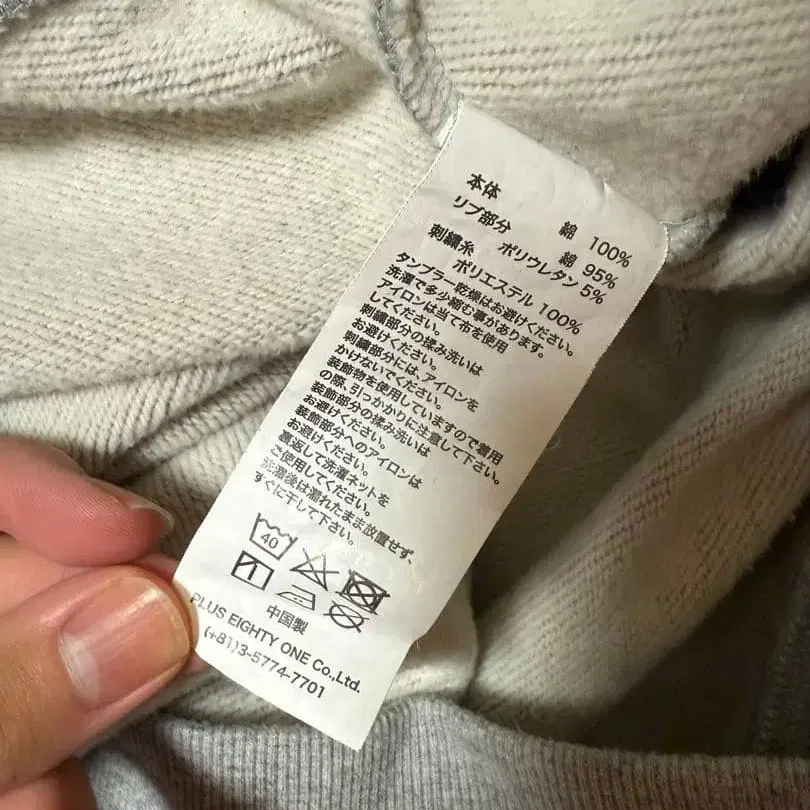 本体 綿 100%
リブ部分 綿 95%
ポリウレタン 5%
刺繍糸 ポリエステル 100%
タンブラー乾燥はお避けください。
洗濯で多少縮む事があります。
アイロンは当て布を使用
してください。
刺繍部分の揉み洗いは
お避けください。
刺繍部分には、アイロンを
かけないでください。
装飾物を使用していますので着用
の際、引っかかりに注意して下さい。
装飾部分の揉み洗いは
お避けください。
装飾部分へのアイロンは
お避けください。
裏返して洗濯ネットを
ご使用してください。
洗濯後は濡れたまま放置せず、
すぐに干して下さい。
40
中国製
PLUS EIGHTY ONE Co.,Ltd.
(+81)3-5774-7701